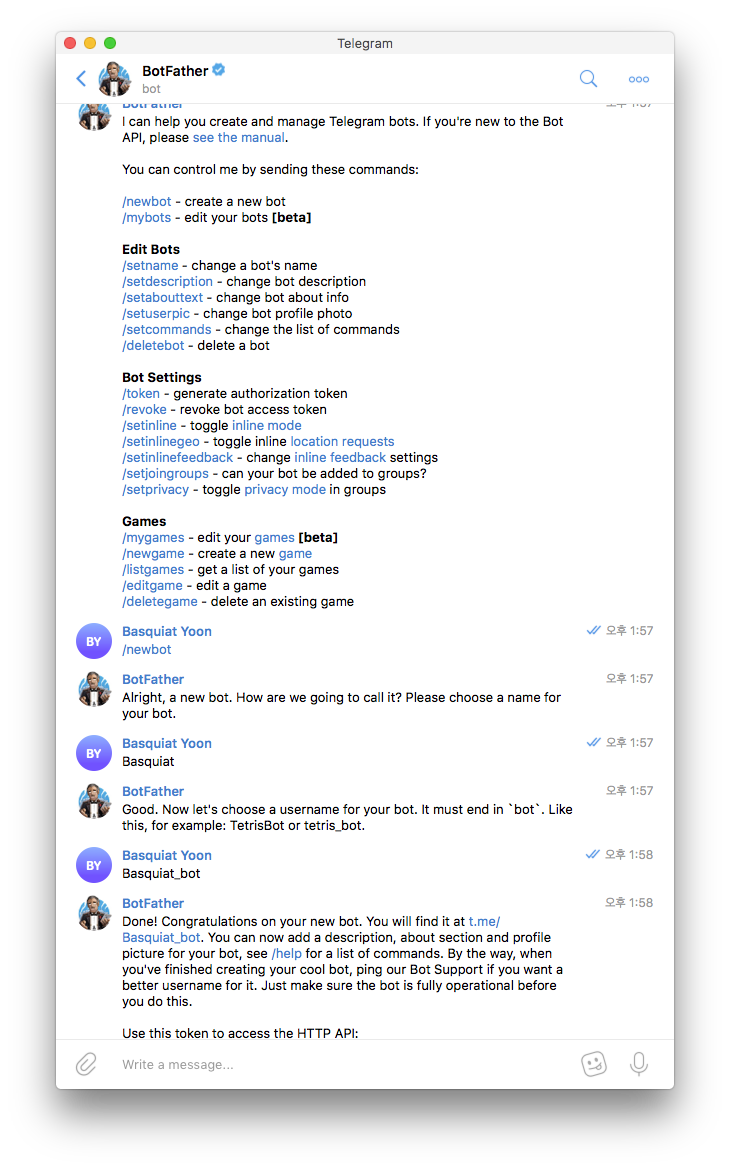 Telegram
BotFather
bot
BotFather 오후 1:57
I can help you create and manage Telegram bots. If you're new to the Bot
API, please see the manual.
You can control me by sending these commands:
/newbot - create a new bot
/mybots - edit your bots [beta]
Edit Bots
/setname - change a bot's name
/setdescription - change bot description
/setabouttext - change bot about info
/setuserpic - change bot profile photo
/setcommands - change the list of commands
/deletebot - delete a bot
Bot Settings
/token - generate authorization token
/revoke - revoke bot access token
/setinline - toggle inline mode
/setinlinegeo - toggle inline location requests
/setinlinefeedback - change inline feedback settings
/setjoingroups - can your bot be added to groups?
/setprivacy - toggle privacy mode in groups
Games
/mygames - edit your games [beta]
/newgame - create a new game
/listgames - get a list of your games
/editgame - edit a game
/deletegame - delete an existing game
BY Basquiat Yoon 오후 1:57
/newbot
BotFather 오후 1:57
Alright, a new bot. How are we going to call it? Please choose a name for
your bot.
BY Basquiat Yoon 오후 1:57
Basquiat
BotFather 오후 1:57
Good. Now let's choose a username for your bot. It must end in `bot`. Like
this, for example: TetrisBot or tetris_bot.
BY Basquiat Yoon 오후 1:58
Basquiat_bot
BotFather 오후 1:58
Done! Congratulations on your new bot. You will find it at t.me/
Basquiat_bot. You can now add a description, about section and profile
picture for your bot, see /help for a list of commands. By the way, when
you've finished creating your cool bot, ping our Bot Support if you want a
better username for it. Just make sure the bot is fully operational before
you do this.
Use this token to access the HTTP API:
Write a message...